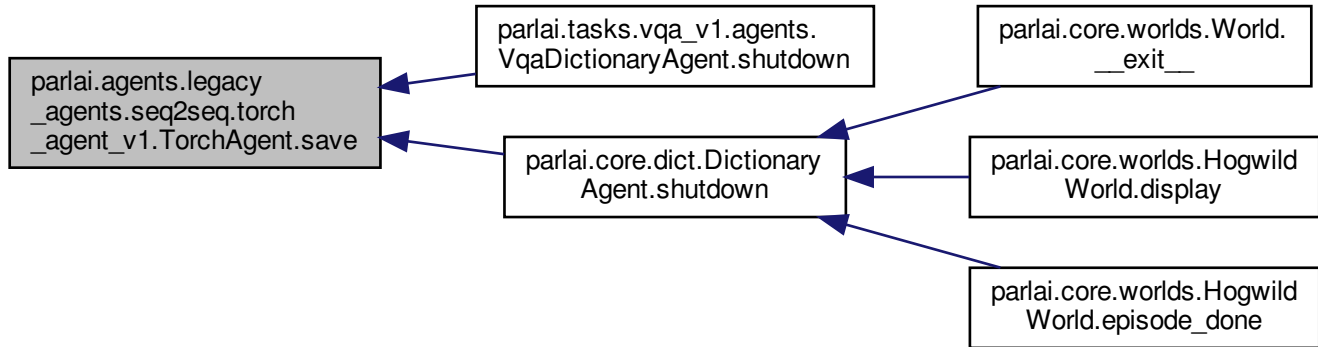 parlai.agents.legacy
_agents.seq2seq.torch
_agent_v1.TorchAgent.save
parlai.tasks.vqa_v1.agents.
VqaDictionaryAgent.shutdown
parlai.core.dict.Dictionary
Agent.shutdown
parlai.core.worlds.World.
__exit__
parlai.core.worlds.Hogwild
World.display
parlai.core.worlds.Hogwild
World.episode_done